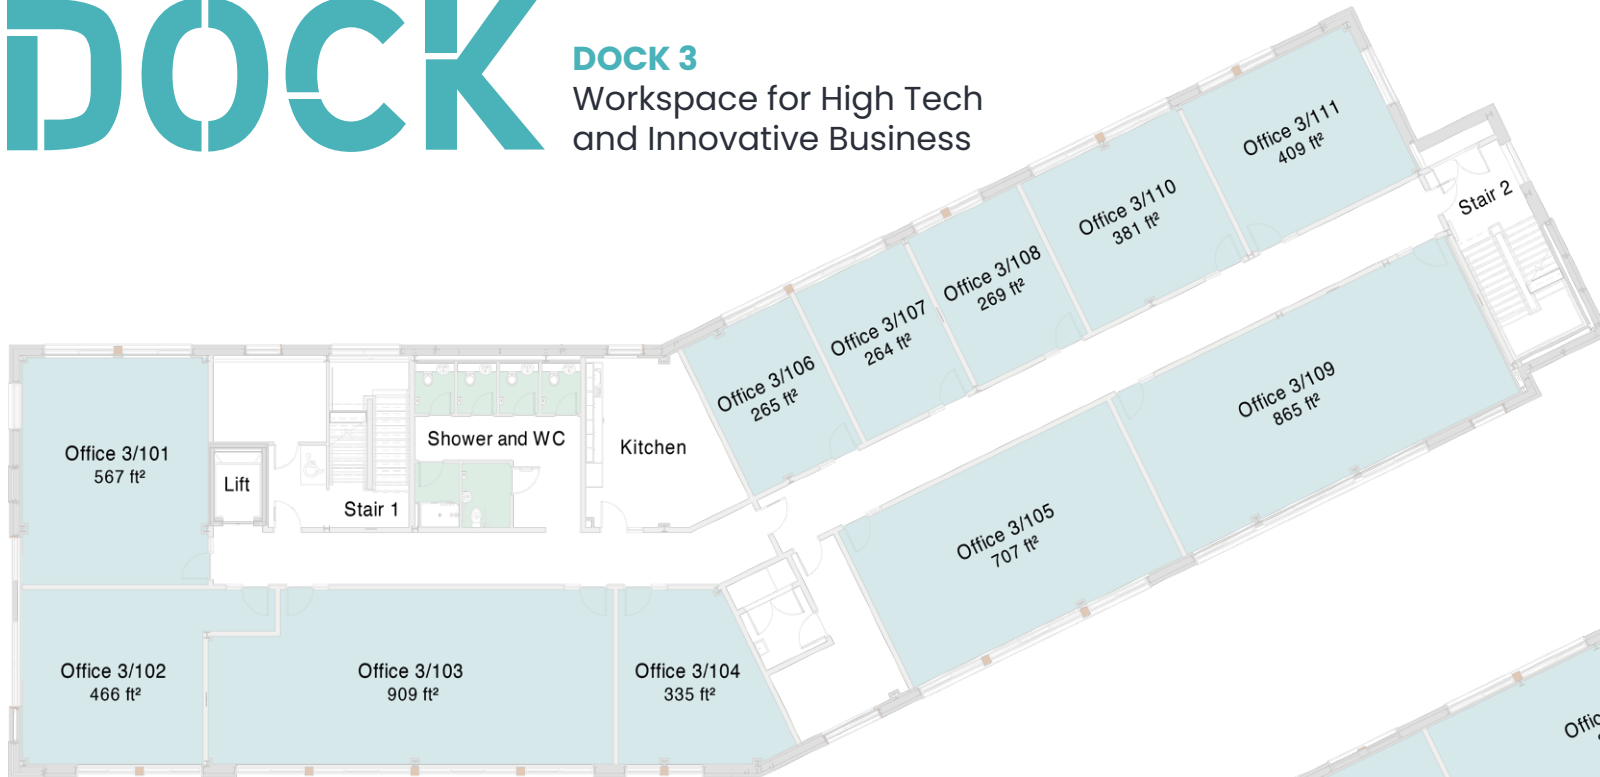 DOCK
DOCK 3
Workspace for High Tech
and Innovative Business
Office 3/111
409 ft²
Stair 2
Office 3/110
381 ft²
Office 3/108
269 ft²
Office 3/107
264 ft²
Office 3/106
265 ft²
Office 3/109
865 ft²
Office 3/105
707 ft²
Kitchen
Shower and WC
Stair 1
Lift
Office 3/101
567 ft²
Office 3/102
466 ft²
Office 3/103
909 ft²
Office 3/104
335 ft²